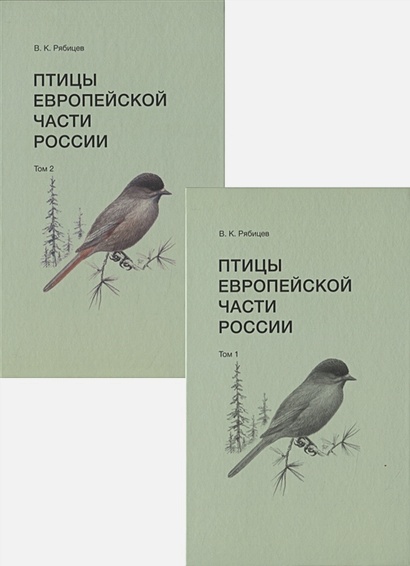 В. К. Рябицев
ПТИЦЫ
ЕВРОПЕЙСКОЙ
ЧАСТИ
РОССИИ
Том 2
В. К. Рябицев
ПТИЦЫ
ЕВРОПЕЙСКОЙ
ЧАСТИ
РОССИИ
Том 1